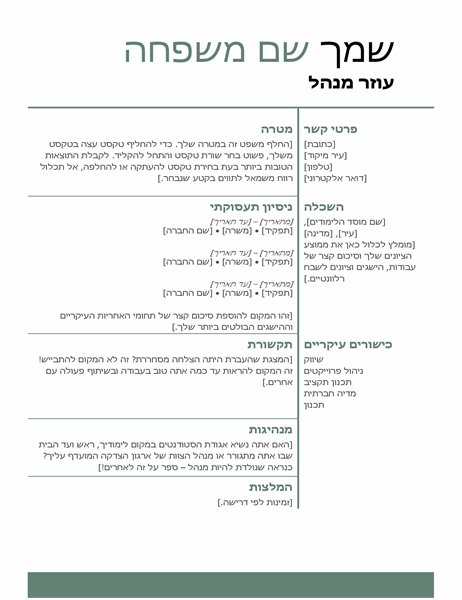 שמך שם משפחה
עוזר מנהל
פרטי קשר
[כתובת]
[עיר מיקוד]
[טלפון]
[דואר אלקטרוני]
השכלה
[שם מוסד הלימודים],
[עיר], [מדינה]
[מומלץ לכלול כאן את ממוצע
הציונים שלך וסיכום קצר של
עבודות, הישגים וציונים לשבח
רלוונטיים.]
כישורים עיקריים
שיווק
ניהול פרוייקטים
תכנון תקציב
מדיה חברתית
תכנון
מטרה
[החלף משפט זה במטרה שלך. כדי להחליף טקסט עצה בטקסט
משלך, פשוט בחר שורת טקסט והתחל להקליד. לקבלת התוצאות
הטובות ביותר בעת בחירת טקסט להעתקה או להחלפה, אל תכלול
רווח משמאל לתווים בקטע שנבחר.]
ניסיון תעסוקתי
[מתאריך] – [עד תאריך]
[תפקיד] • [משרה] • [שם החברה]
[מתאריך] – [עד תאריך]
[תפקיד] • [משרה] • [שם החברה]
[מתאריך] – [עד תאריך]
[תפקיד] • [משרה] • [שם החברה]
[זהו המקום להוספת סיכום קצר של תחומי האחריות העיקריים
וההישגים הבולטים ביותר שלך.]
תקשורת
[המצגת שהעברת היתה הצלחה מסחררת? זה לא המקום להתבייש!
זה המקום להראות עד כמה אתה טוב בעבודה ובשיתוף פעולה עם
אחרים.]
מנהיגות
[האם אתה נשיא אגודת הסטודנטים במקום לימודיך, ראש ועד הבית
שבו אתה מתגורר או מנהל הצוות של ארגון הצדקה המועדף עליך?
כנראה שנולדת להיות מנהל – ספר על זה לאחרים!]
המלצות
[זמינות לפי דרישה.]